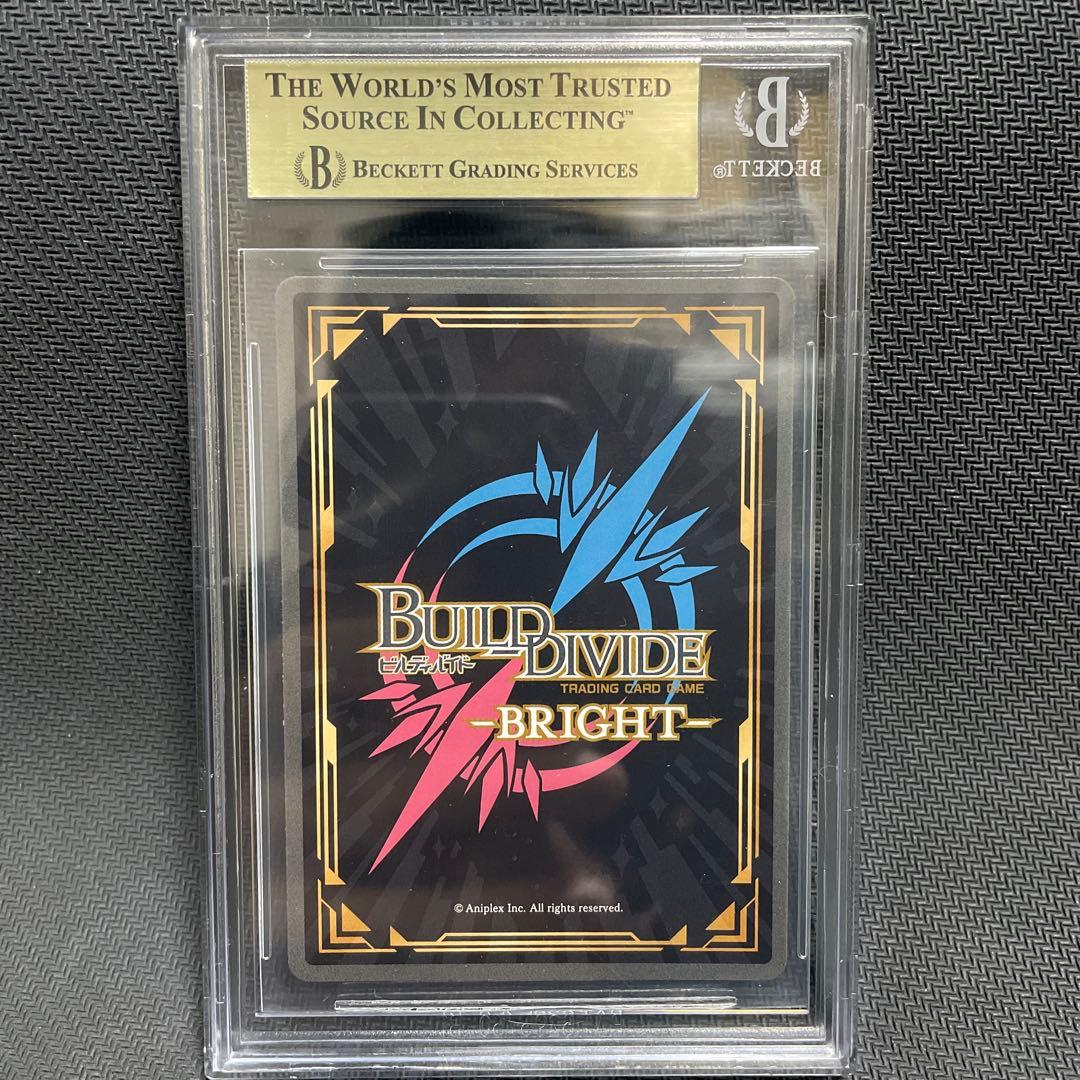 THE WORLD'S MOST TRUSTED
SOURCE IN COLLECTING™
B BECKETT GRADING SERVICES
B
BECKETT®
BUILD DIVIDE
ビルディバイド
TRADING CARD GAME
-BRIGHT-
© Aniplex Inc. All rights reserved.